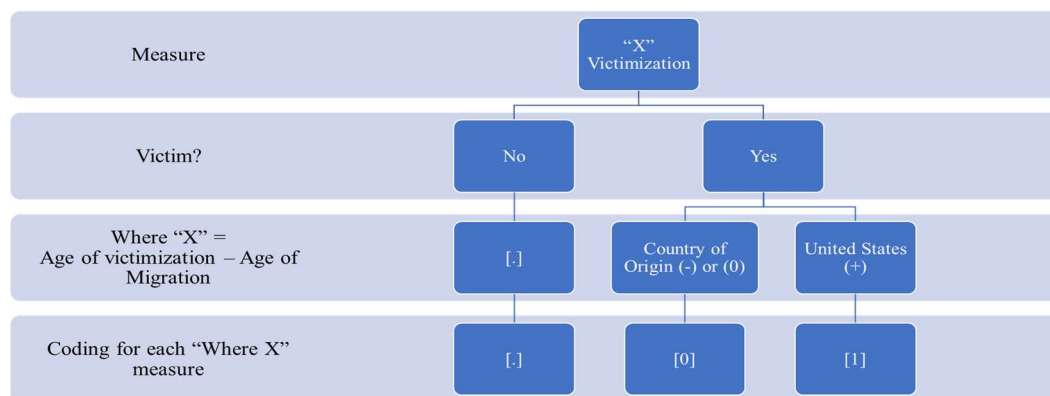 Measure
“X”
Victimization
Victim?
No
Yes
Where “X” =
Age of victimization – Age of
Migration
[.]
Country of
Origin (-) or (0)
United States
(+)
Coding for each “Where X”
measure
[.]
[0]
[1]